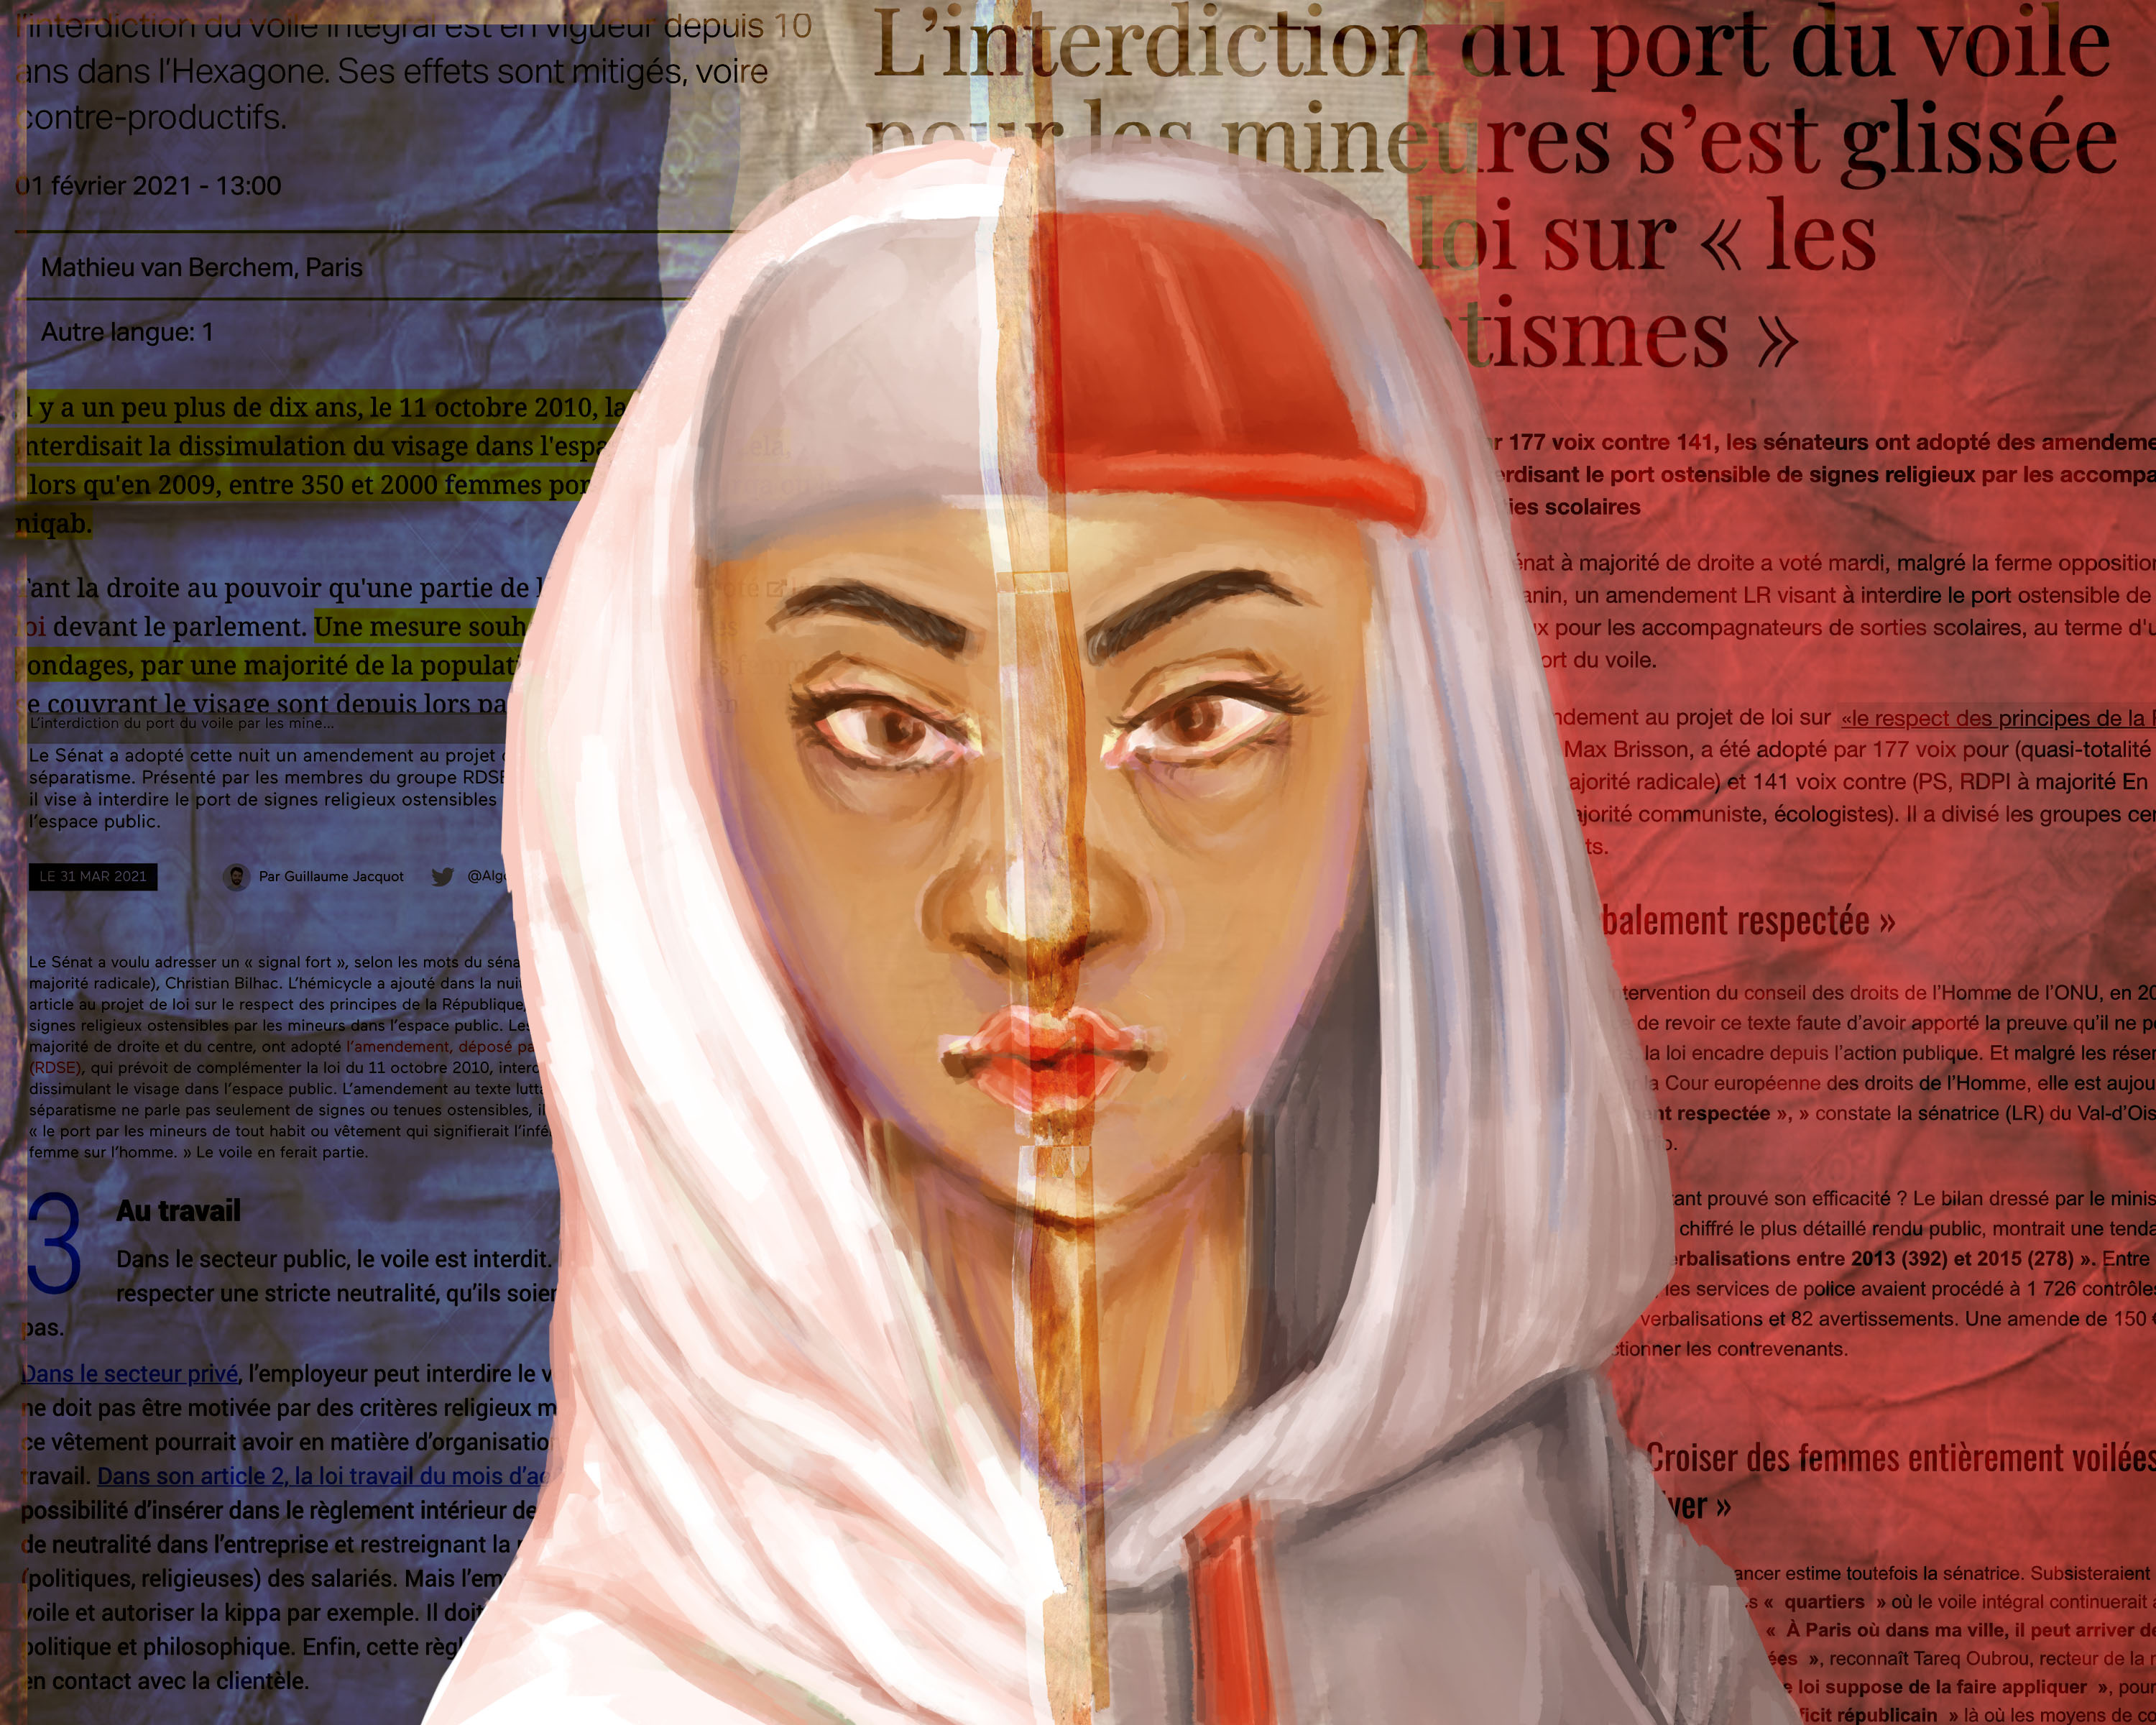 l'interdiction du voile intégral est en vigueur depuis 10
ans dans l'Hexagone. Ses effets sont mitigés, voire
contre-productifs.
01 février 2021 - 13:00
Mathieu van Berchem, Paris
Autre langue: 1
Il y a un peu plus de dix ans, le 11 octobre 2010, la
interdisait la dissimulation du visage dans l'espa
lors qu'en 2009, entre 350 et 2000 femmes por
niqab.
Tant la droite au pouvoir qu'une partie de l
oi devant le parlement. Une mesure souh
ondages, par une majorité de la populati
e couvrant le visage sont depuis lors pa
L'interdiction du port du voile par les mine...
Le Sénat a adopté cette nuit un amendement au projet
séparatisme. Présenté par les membres du groupe RDSE
il vise à interdire le port de signes religieux ostensibles
l'espace public.
LE 31 MAR 2021
Par Guillaume Jacquot
@Algo
Le Sénat a voulu adresser un « signal fort », selon les mots du séna
majorité radicale), Christian Bilhac. L'hémicycle a ajouté dans la nui
article au projet de loi sur le respect des principes de la République,
signes religieux ostensibles par les mineurs dans l'espace public. Les
majorité de droite et du centre, ont adopté l'amendement, déposé pa
(RDSE), qui prévoit de compléménter la loi du 11 octobre 2010, interd
dissimulant le visage dans l'espace public. L'amendement au texte lutt
séparatisme ne parle pas seulement de signes ou tenues ostensibles, il
« le port par les mineurs de tout habit ou vêtement qui signifierait l'infé
femme sur l'homme. » Le voile en ferait partie.
3 Au travail
Dans le secteur public, le voile est interdit.
respecter une stricte neutralité, qu'ils soien
pas.
Dans le secteur privé, l'employeur peut interdire le v
ne doit pas être motivée par des critères religieux m
ce vêtement pourrait avoir en matière d'organisation
travail. Dans son article 2, la loi travail du mois d'ao
possibilité d'insérer dans le règlement intérieur de
de neutralité dans l'entreprise et restreignant la
(politiques, religieuses) des salariés. Mais l'em
voile et autoriser la kippa par exemple. Il doit
politique et philosophique. Enfin, cette règl
en contact avec la clientèle.
L'interdiction du port du voile
pour les mineures s'est glissée
loi sur « les
tismes »
r 177 voix contre 141, les sénateurs ont adopté des amendeme
erdisant le port ostensible de signes religieux par les accompa
ies scolaires
énat à majorité de droite a voté mardi, malgré la ferme opposition
anin, un amendement LR visant à interdire le port ostensible de
x pour les accompagnateurs de sorties scolaires, au terme d'u
ort du voile.
ndement au projet de loi sur «le respect des principes de la R
Max Brisson, a été adopté par 177 voix pour (quasi-totalité
ajorité radicale) et 141 voix contre (PS, RDPI à majorité En
ajorité communiste, écologistes). Il a divisé les groupes cen
ts.
balement respectée »
ntervention du conseil des droits de l'Homme de l'ONU, en 20
de revoir ce texte faute d'avoir apporté la preuve qu'il ne p
la loi encadre depuis l'action publique. Et malgré les réser
la Cour européenne des droits de l'Homme, elle est aujou
nt respectée », » constate la sénatrice (LR) du Val-d'Ois
o.
ant prouvé son efficacité ? Le bilan dressé par le minis
chiffré le plus détaillé rendu public, montrait une tenda
erbalisations entre 2013 (392) et 2015 (278) ». Entre
les services de police avaient procédé à 1 726 contrôle
verbalisations et 82 avertissements. Une amende de 150 €
ctionner les contrevenants.
Croiser des femmes entièrement voilées
iver »
ancer estime toutefois la sénatrice. Subsisteraient
s « quartiers » où le voile intégral continuerait
« À Paris où dans ma ville, il peut arriver de
ées », reconnaît Tareq Oubrou, recteur de la
e loi suppose de la faire appliquer », pour
ficit républicain » là où les moyens de co